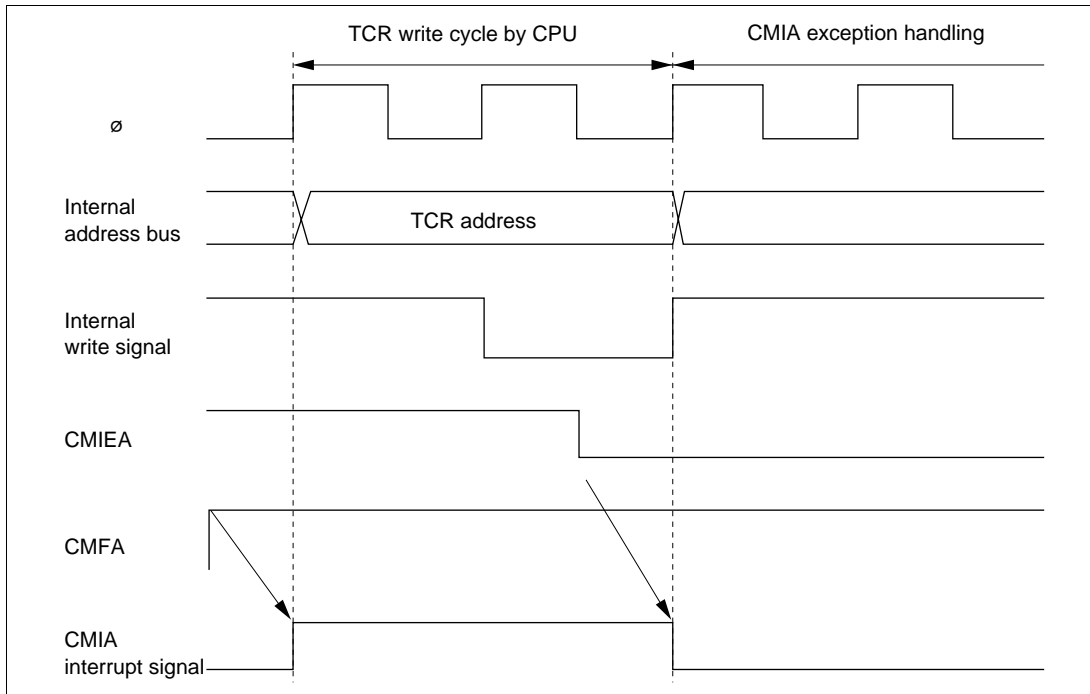 TCR write cycle by CPU
CMIA exception handling
ø
Internal
address bus
TCR address
Internal
write signal
CMIEA
CMFA
CMIA
interrupt signal